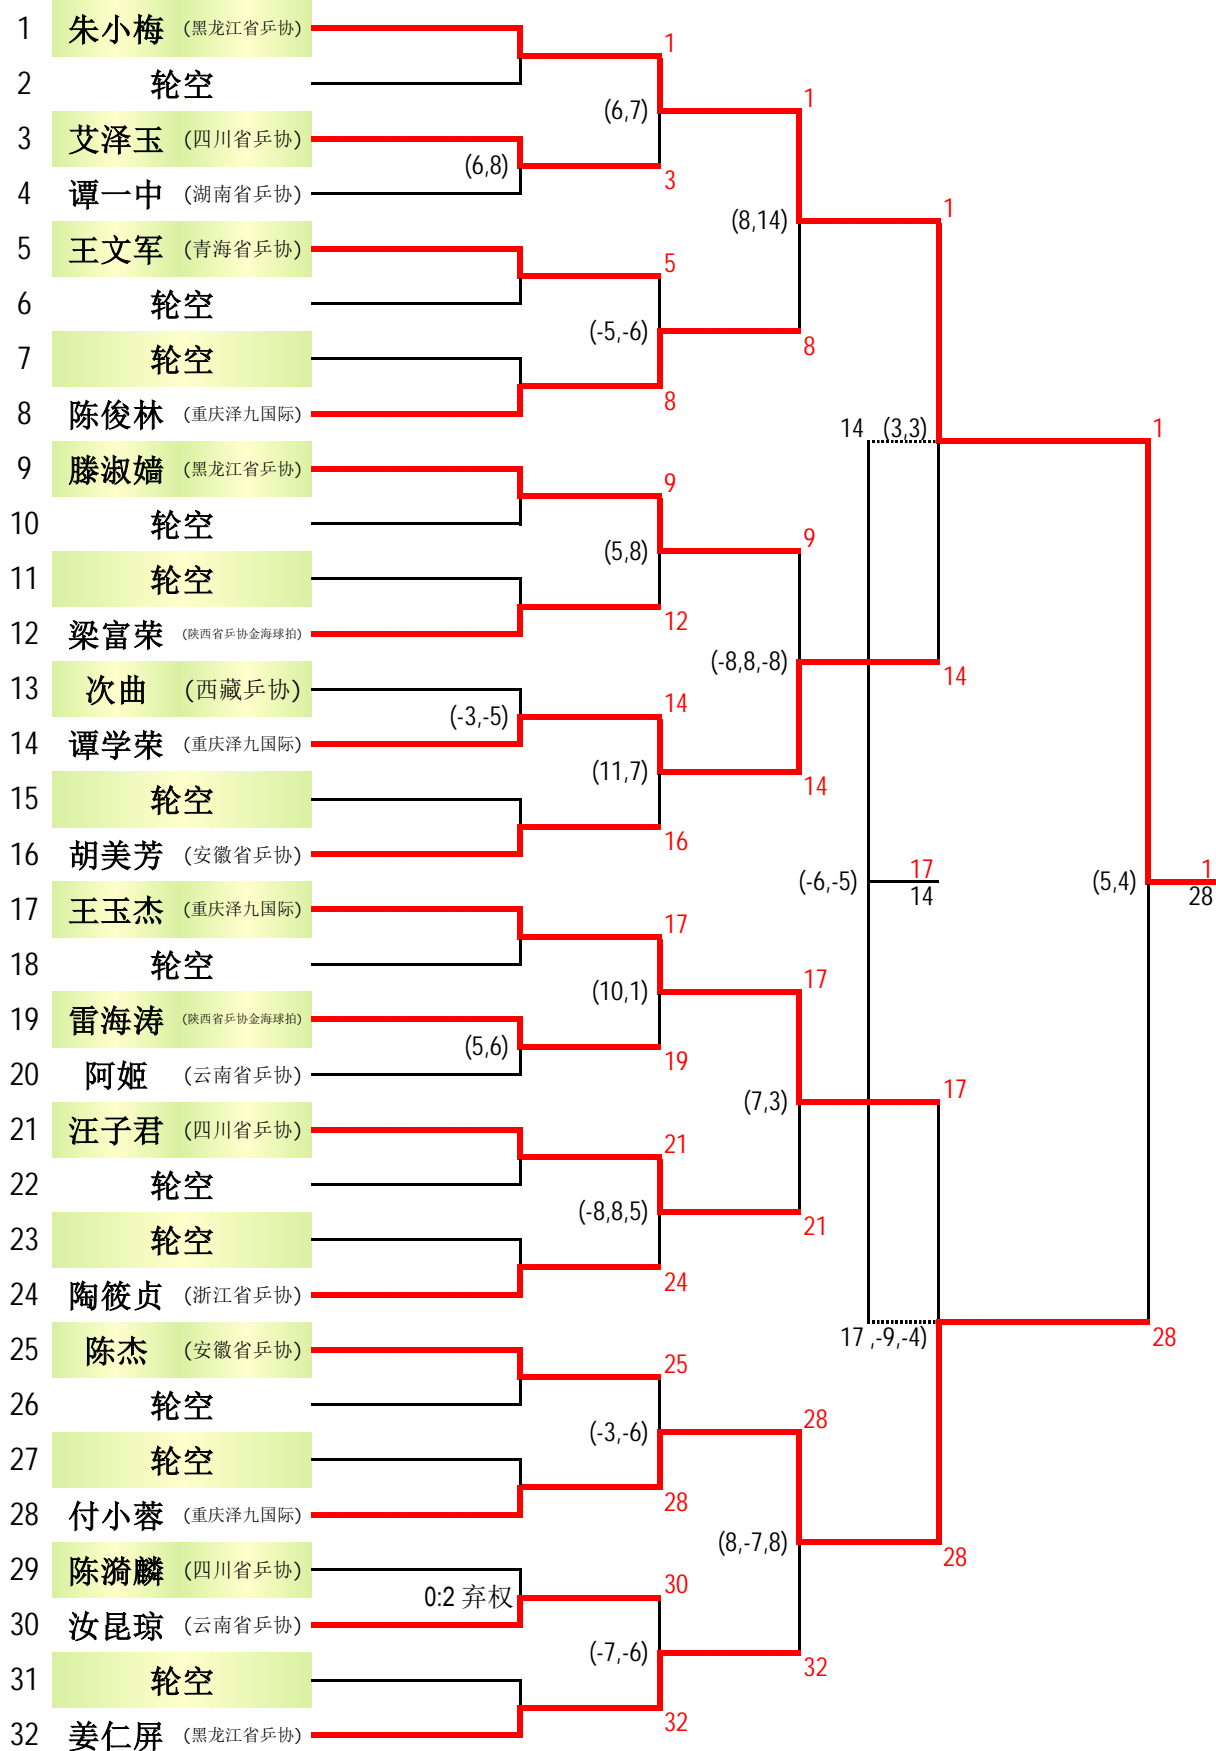 1 朱小梅 (黑龙江省乒协)
1
2 轮空
(6,7)
1
3 艾泽玉 (四川省乒协)
(6,8)
3
4 谭一中 (湖南省乒协)
(8,14)
1
5 王文军 (青海省乒协)
5
6 轮空
(-5,-6)
8
7 轮空
8
8 陈俊林 (重庆泽九国际)
14 (3,3)
1
9 滕淑嫱 (黑龙江省乒协)
9
10 轮空
(5,8)
9
11 轮空
12
12 梁富荣 (陕西省乒协金海球拍)
(-8,8,-8)
14
13 次曲 (西藏乒协)
(-3,-5)
14
14 谭学荣 (重庆泽九国际)
(11,7)
14
15 轮空
16
16 胡美芳 (安徽省乒协)
(-6,-5)
17
14
(5,4)
1
28
17 王玉杰 (重庆泽九国际)
17
18 轮空
(10,1)
17
19 雷海涛 (陕西省乒协金海球拍)
(5,6)
19
20 阿姬 (云南省乒协)
(7,3)
17
21 汪子君 (四川省乒协)
21
22 轮空
(-8,8,5)
21
23 轮空
24
24 陶筱贞 (浙江省乒协)
17 ,-9,-4)
28
25 陈杰 (安徽省乒协)
25
26 轮空
(-3,-6)
28
27 轮空
28
28 付小蓉 (重庆泽九国际)
(8,-7,8)
28
29 陈漪麟 (四川省乒协)
0:2 弃权
30
30 汝昆琼 (云南省乒协)
(-7,-6)
32
31 轮空
32
32 姜仁屏 (黑龙江省乒协)